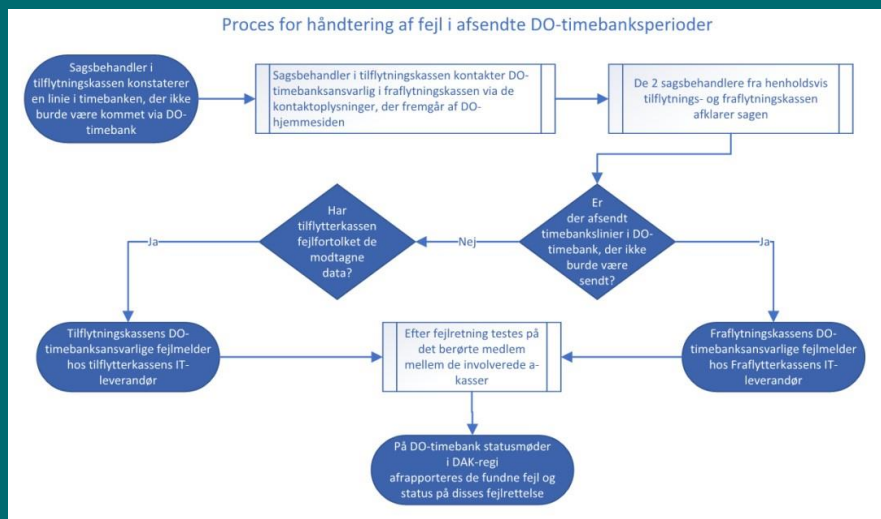 Proces for håndtering af fejl i afsendte DO-timebanksperioder
Sagsbehandler i
tilflytningskassen konstaterer
en linie i timebanken, der ikke
burde være kommet via DO-
timebank
Sagsbehandler i tilflytningskassen kontakter DO-
timebanksansvarlig i fraflytningskassen via de
kontaktoplysninger, der fremgår af DO-
hjemmesiden
De 2 sagsbehandlere fra henholdsvis
tilflytnings- og fraflytningskassen
afklarer sagen
Er
der afsendt
timebankslinier i DO-
timebank, der ikke
burde være
sendt?
Nej
Ja
Har
tilflytterkassen
fejlfortolket de
modtagne
data?
Ja
Tilflytningskassens DO-
timebanksansvarlige fejlmelder
hos tilflytterkassens IT-
leverandør
Efter fejlretning testes på
det berørte medlem
mellem de involverede a-
kasser
Fraflytningskassens DO-
timebanksansvarlige fejlmelder
hos Fraflytterkassens IT-
leverandør
På DO-timebank statusmøder
i DAK-regi
afrapporteres de fundne fejl og
status på disses fejlrettelse